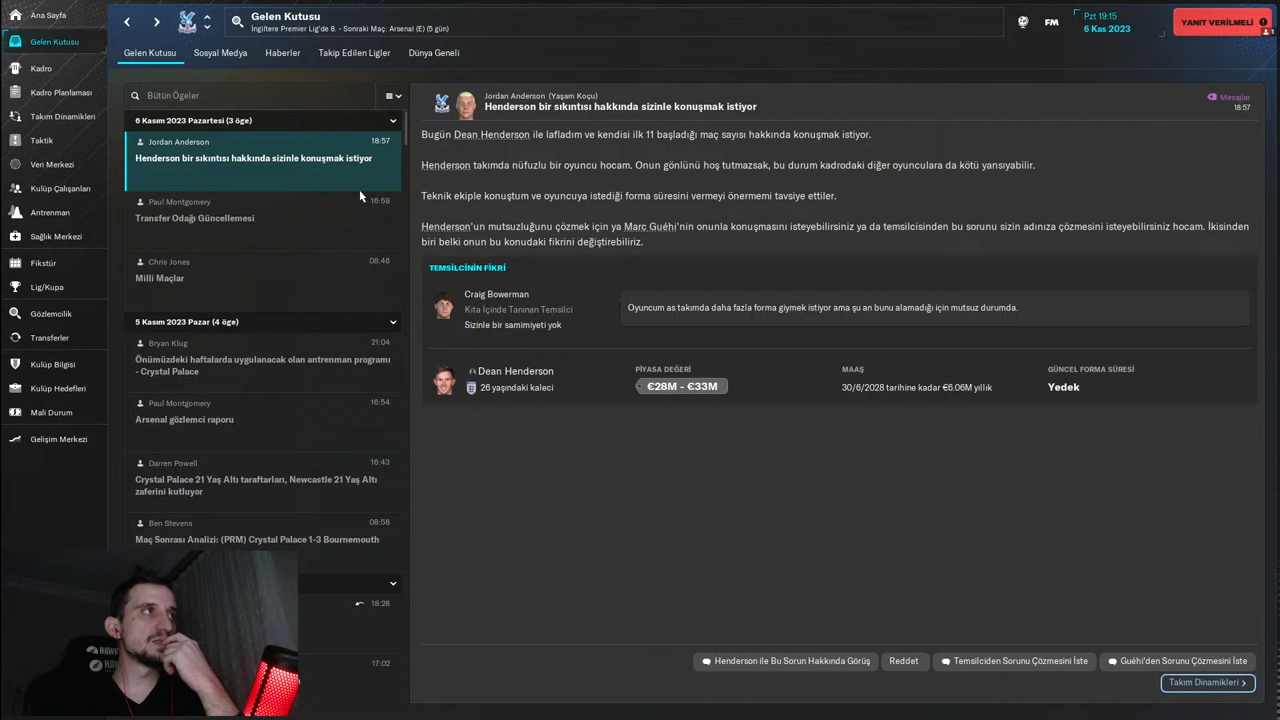 Ana Sayfa
Gelen Kutusu
Kadro
Kadro Planlaması
Takım Dinamikleri
Taktik
Veri Merkezi
Kulüp Çalışanları
Antrenman
Sağlık Merkezi
Fikstür
Lig/Kupa
Gözlemcilik
Transferler
Kulüp Bilgisi
Kulüp Hedefleri
Mali Durum
Gelişim Merkezi
Gelen Kutusu
İngiltere Premier Lig'de 8. - Sonraki Maç: Arsenal (E) (5 gün)
FM
Pzt 19:15
6 Kas 2023
YANIT VERİLMELİ
1
Gelen Kutusu Sosyal Medya Haberler Takip Edilen Ligler Dünya Geneli
Bütün Ögeler
6 Kasım 2023 Pazartesi (3 öge)
Jordan Anderson 18:57
Henderson bir sıkıntısı hakkında sizinle konuşmak istiyor
Paul Montgomery 16:58
Transfer Odağı Güncellemesi
Chris Jones 08:46
Milli Maçlar
5 Kasım 2023 Pazar (4 öge)
Bryan Klug 21:04
Önümüzdeki haftalarda uygulanacak olan antrenman programı
- Crystal Palace
Paul Montgomery 16:54
Arsenal gözlemci raporu
Darren Powell 16:43
Crystal Palace 21 Yaş Altı taraftarları, Newcastle 21 Yaş Altı
zaferini kutluyor
Ben Stevens 08:58
Maç Sonrası Analizi: (PRM) Crystal Palace 1-3 Bournemouth
18:28
17:02
HAWK
Jordan Anderson (Yaşam Koçu)
Henderson bir sıkıntısı hakkında sizinle konuşmak istiyor
Mesajlar
18:57
Bugün Dean Henderson ile lafladım ve kendisi ilk 11 başladığı maç sayısı hakkında konuşmak istiyor.
Henderson takımda nüfuzlu bir oyuncu hocam. Onun gönlünü hoş tutmazsak, bu durum kadrodaki diğer oyunculara da kötü yansıyabilir.
Teknik ekiple konuştum ve oyuncuya istediği forma süresini vermeyi önermemi tavsiye ettiler.
Henderson'un mutsuzluğunu çözmek için ya Marc Guéhi'nin onunla konuşmasını isteyebilirsiniz ya da temsilcisinden bu sorunu sizin adınıza çözmesini isteyebilirsiniz hocam. İkisinden
biri belki onun bu konudaki fikrini değiştirebiliriz.
TEMSİLCİNİN FİKRİ
Craig Bowerman
Kıta İçinde Tanınan Temsilci
Sizinle bir samimiyeti yok
Oyuncum as takımda daha fazla forma giymek istiyor ama şu an bunu alamadığı için mutsuz durumda.
Dean Henderson
26 yaşındaki kaleci
PİYASA DEĞERİ
€28M - €33M
MAAŞ
30/6/2028 tarihine kadar €6.06M yıllık
GÜNCEL FORMA SÜRESİ
Yedek
Henderson ile Bu Sorun Hakkında Görüş Reddet Temsilciden Sorunu Çözmesini İste Guéhi'den Sorunu Çözmesini İste
Takım Dinamikleri